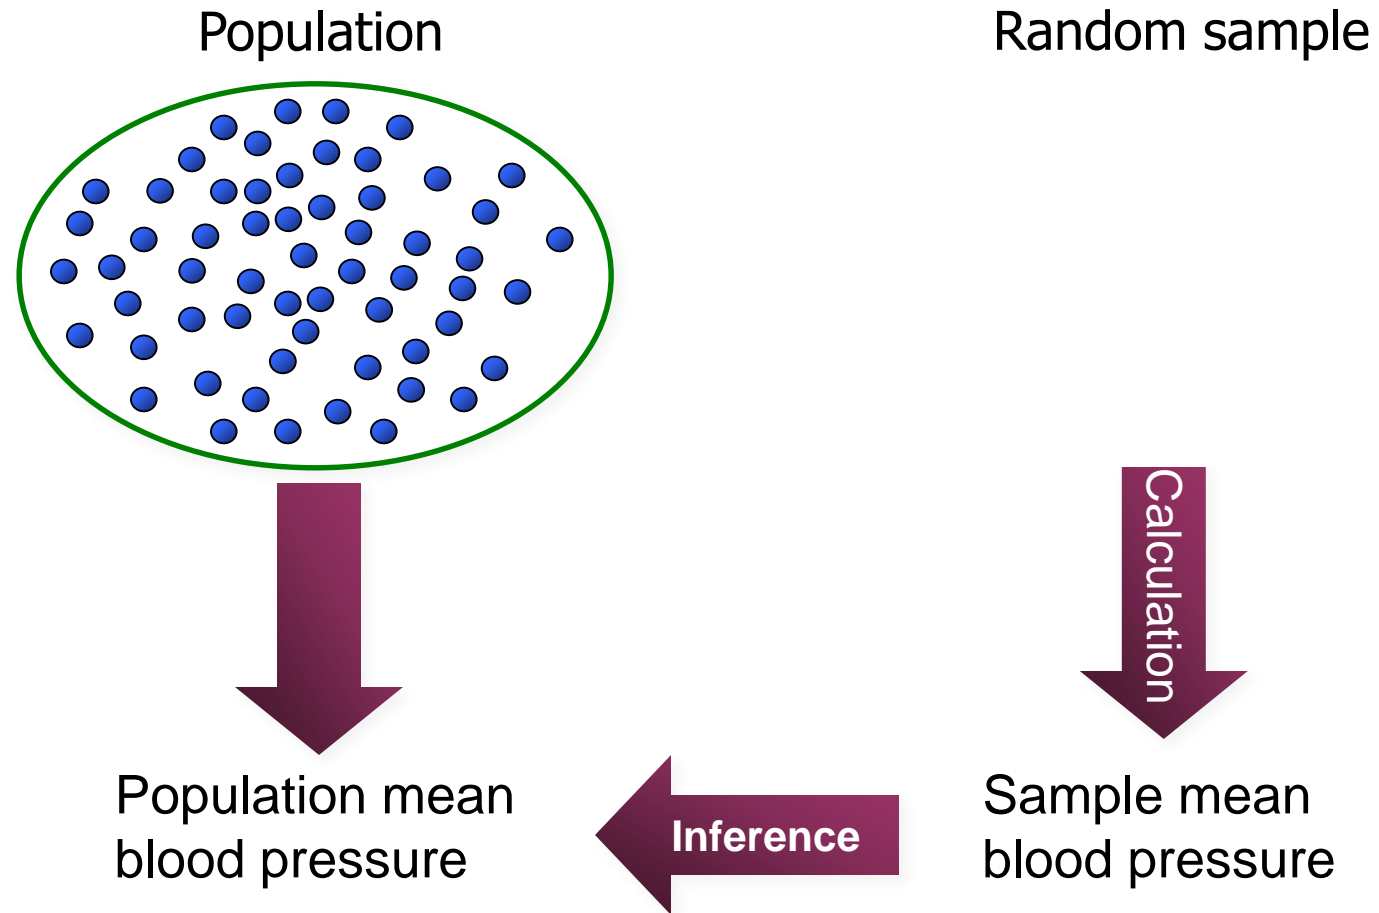 Population
Random sample
Calculation
Population mean
blood pressure
Inference
Sample mean
blood pressure